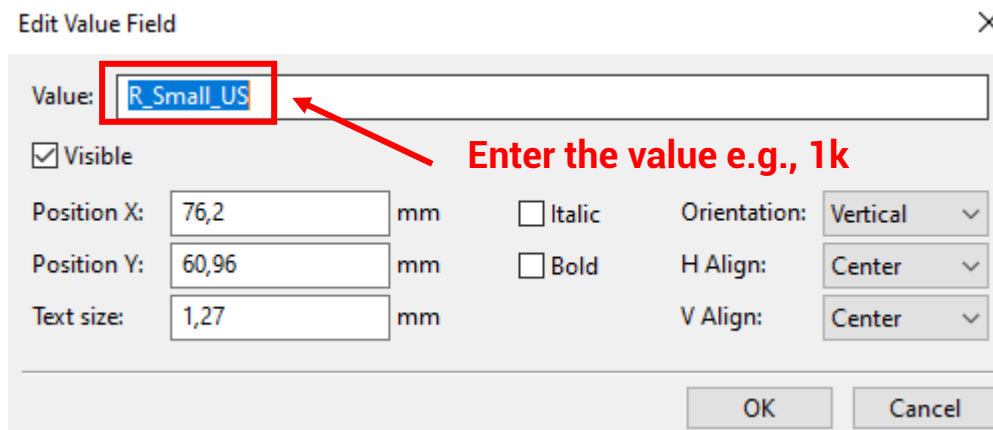 Edit Value Field
Value: R_Small_US
Visible
Enter the value e.g., 1k
Position X: 76,2 mm Italic Orientation: Vertical
Position Y: 60,96 mm Bold H Align: Center
Text size: 1,27 mm V Align: Center
OK Cancel